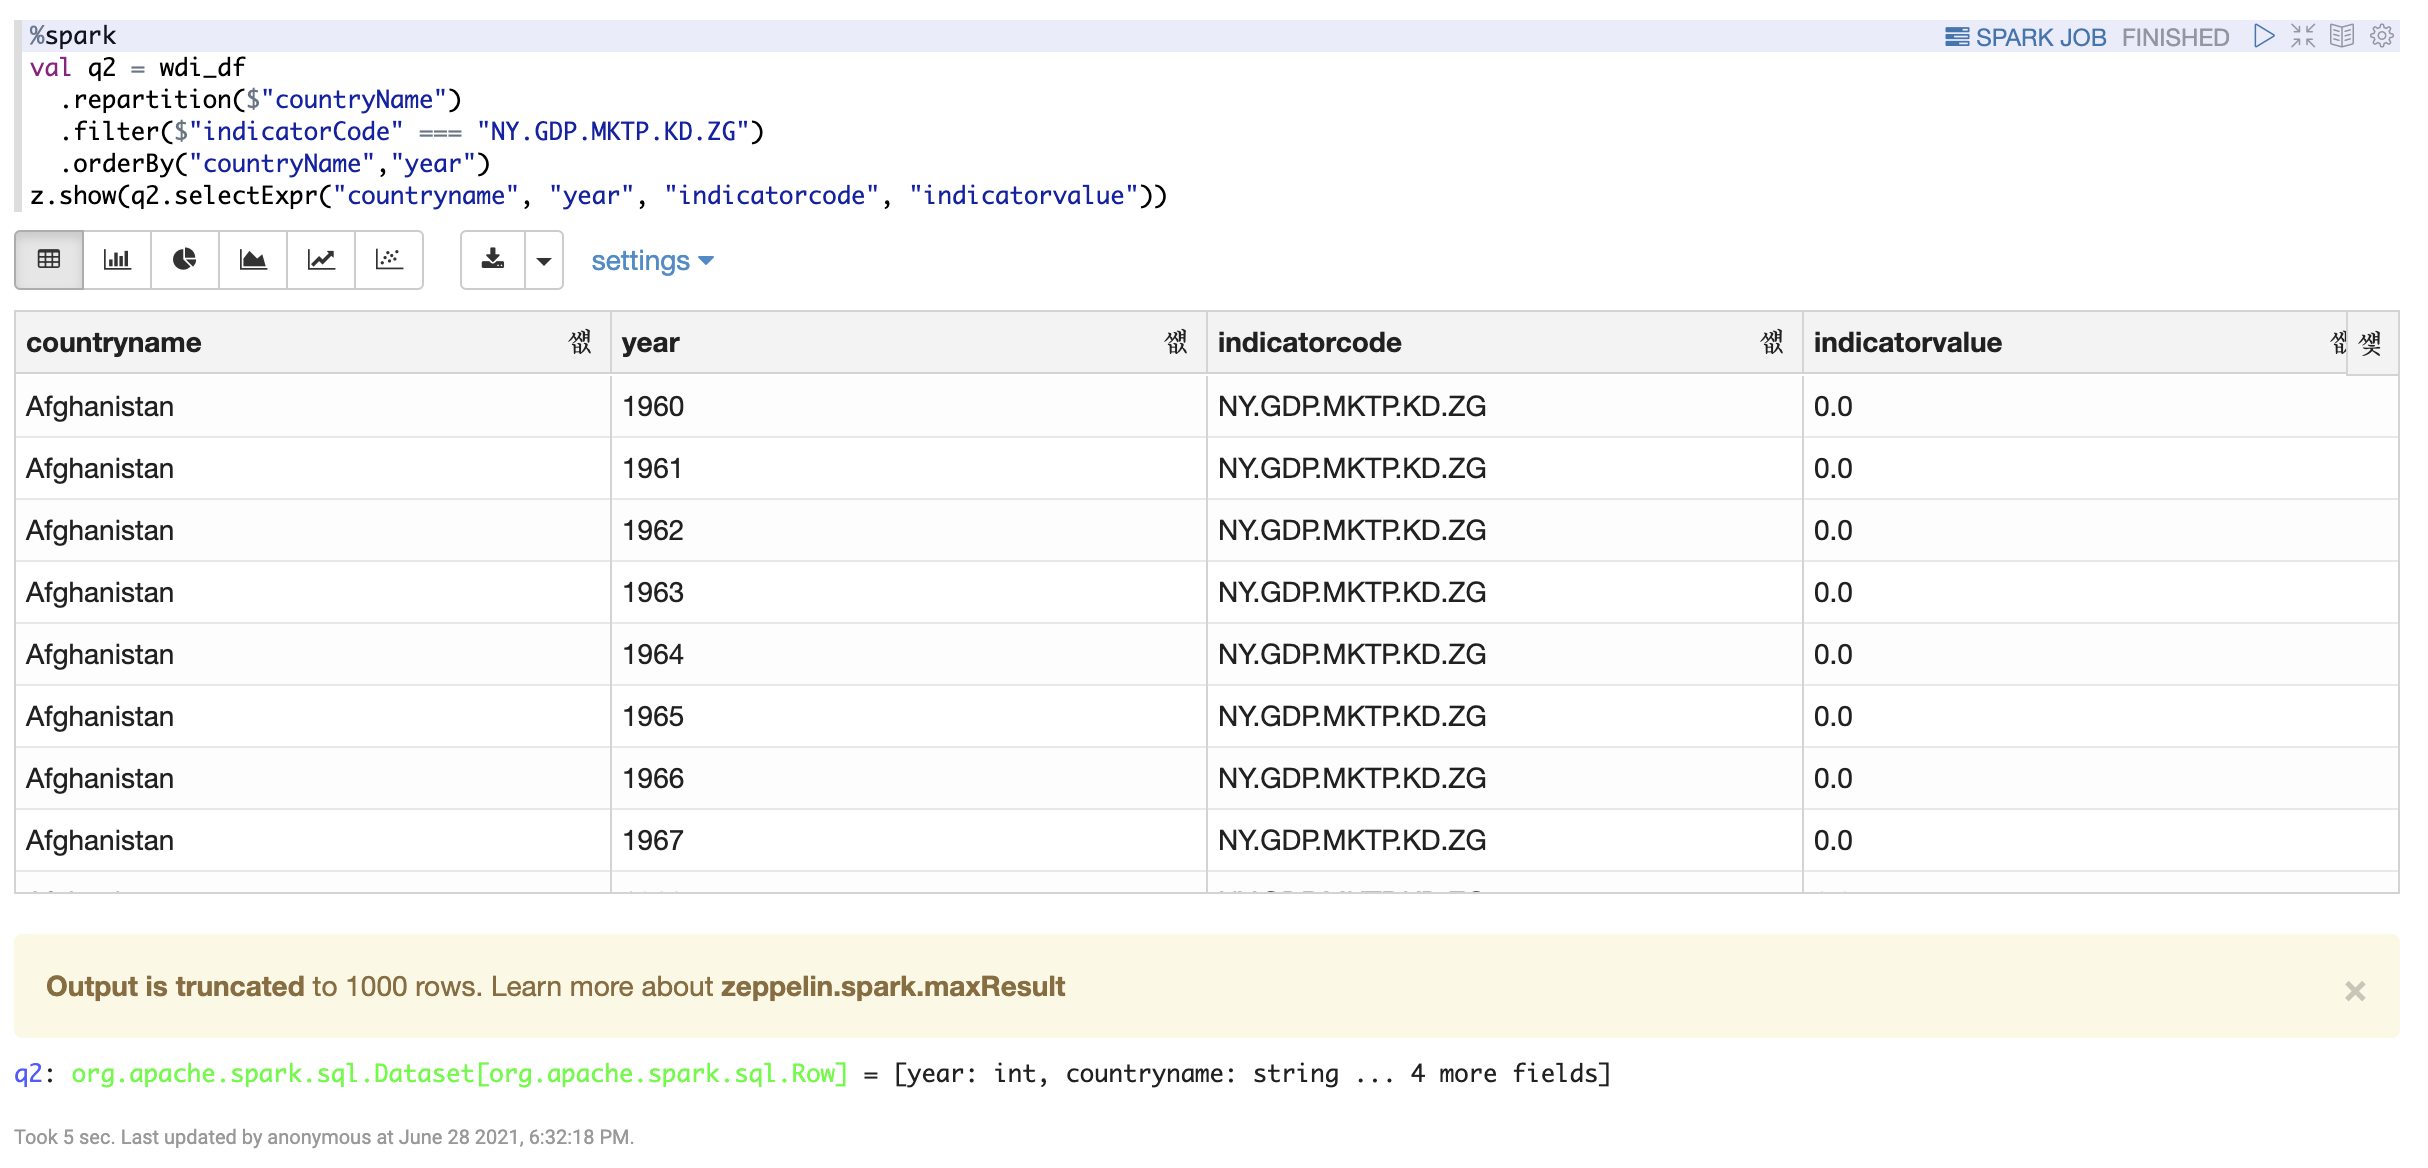 %spark
SPARK JOB FINISHED
val q2 = wdi_df
.repartition($"countryName")
.filter($"indicatorCode" === "NY.GDP.MKTP.KD.ZG")
.orderBy("countryName","year")
z.show(q2.selectExpr("countryname", "year", "indicatorcode", "indicatorvalue"))
settings
countryname year indicatorcode indicatorvalue
Afghanistan 1960 NY.GDP.MKTP.KD.ZG 0.0
Afghanistan 1961 NY.GDP.MKTP.KD.ZG 0.0
Afghanistan 1962 NY.GDP.MKTP.KD.ZG 0.0
Afghanistan 1963 NY.GDP.MKTP.KD.ZG 0.0
Afghanistan 1964 NY.GDP.MKTP.KD.ZG 0.0
Afghanistan 1965 NY.GDP.MKTP.KD.ZG 0.0
Afghanistan 1966 NY.GDP.MKTP.KD.ZG 0.0
Afghanistan 1967 NY.GDP.MKTP.KD.ZG 0.0
Output is truncated to 1000 rows. Learn more about zeppelin.spark.maxResult
q2: org.apache.spark.sql.Dataset[org.apache.spark.sql.Row] = [year: int, countryname: string ... 4 more fields]
Took 5 sec. Last updated by anonymous at June 28 2021, 6:32:18 PM.